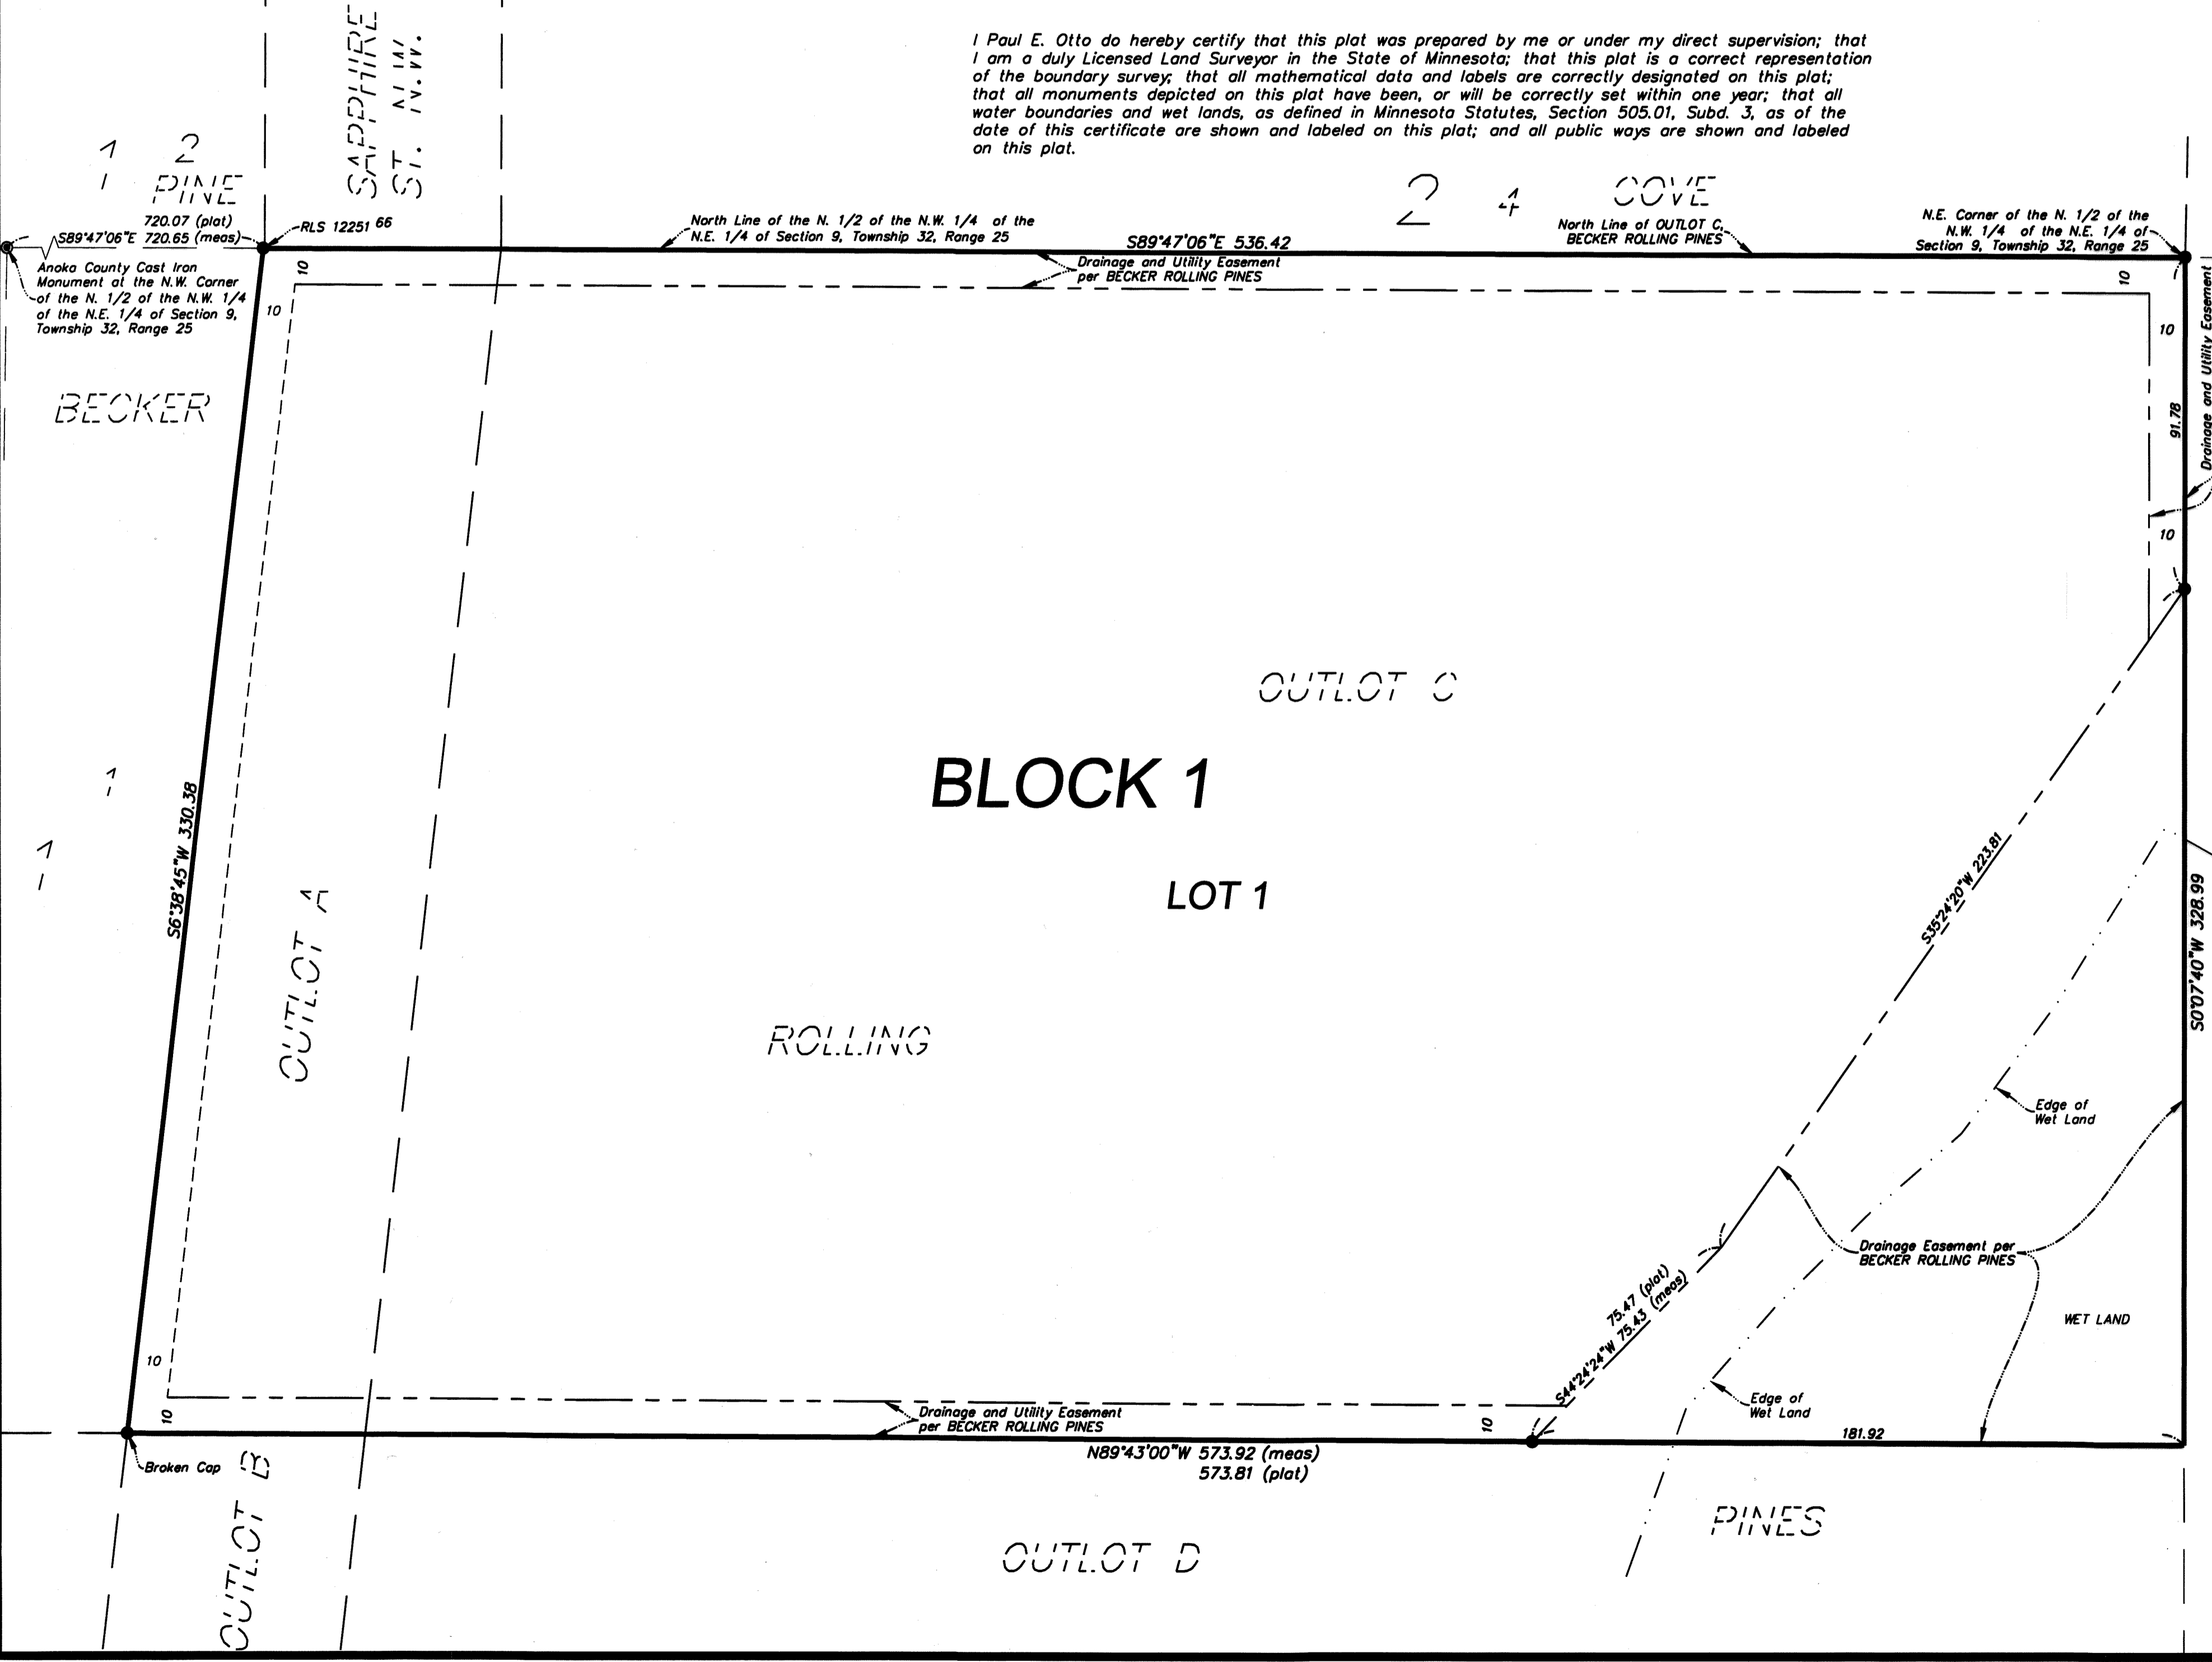 I Paul E. Otto do hereby certify that this plat was prepared by me or under my direct supervision; that
I am a duly Licensed Land Surveyor in the State of Minnesota; that this plat is a correct representation
of the boundary survey; that all mathematical data and labels are correctly designated on this plat;
that all monuments depicted on this plat have been, or will be correctly set within one year; that all
water boundaries and wet lands, as defined in Minnesota Statutes, Section 505.01, Subd. 3, as of the
date of this certificate are shown and labeled on this plat; and all public ways are shown and labeled
on this plat.
SAPPHIRE
ST. N.W.
1 2
PINE
2 4 COVE
720.07 (plat)
S89°47'06"E 720.65 (meas)
RLS 12251
66
North Line of the N. 1/2 of the N.W. 1/4 of the
N.E. 1/4 of Section 9, Township 32, Range 25
S89°47'06"E 536.42
North Line of OUTLOT C,
BECKER ROLLING PINES
N.E. Corner of the N. 1/2 of the
N.W. 1/4 of the N.E. 1/4 of
Section 9, Township 32, Range 25
Anoka County Cast Iron
Monument at the N.W. Corner
of the N. 1/2 of the N.W. 1/4
of the N.E. 1/4 of Section 9,
Township 32, Range 25
10
10
Drainage and Utility Easement
per BECKER ROLLING PINES
10
10
Drainage and Utility Easement
91.78
10
BECKER
OUTLOT C
BLOCK 1
LOT 1
1
1
S6°38'45"W 330.38
OUTLOT A
ROLLING
S35°24'20"W 223.81
S0°07'40"W 328.99
Edge of
Wet Land
Drainage Easement per
BECKER ROLLING PINES
75.47 (plat)
S44°24'24"W 75.43 (meas)
WET LAND
10
10
Drainage and Utility Easement
per BECKER ROLLING PINES
10
Edge of
Wet Land
181.92
N89°43'00"W 573.92 (meas)
573.81 (plat)
Broken Cap
OUTLOT B
OUTLOT D
PINES